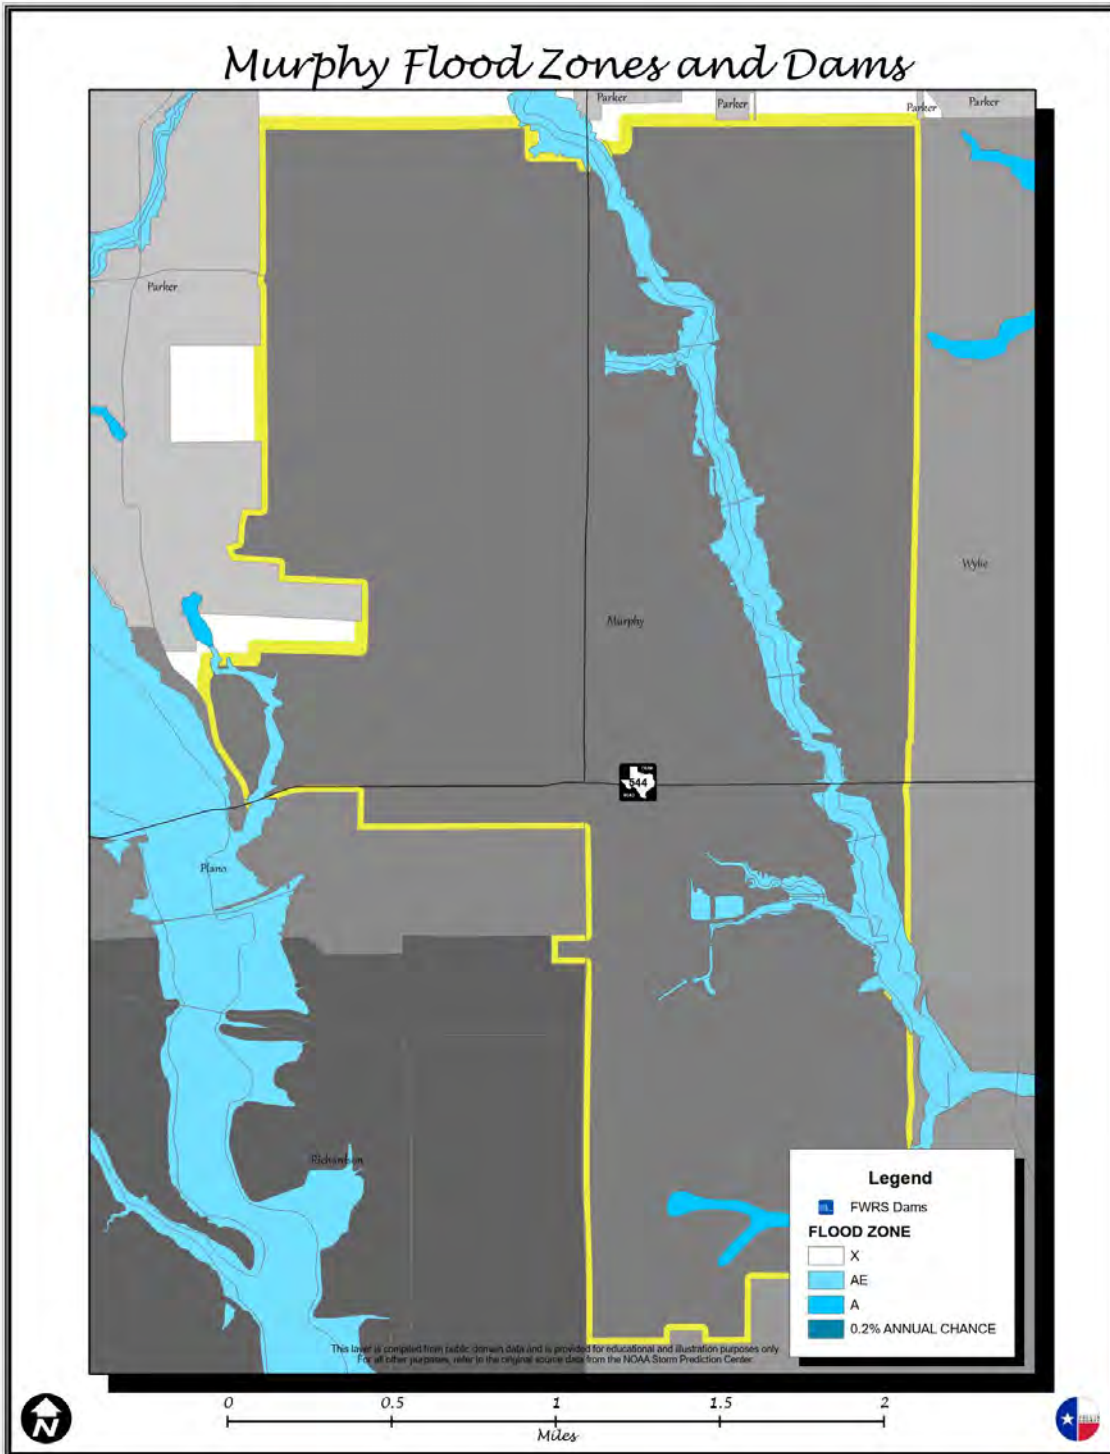 Murphy Flood Zones and Dams
Parker
Parker
Parker
Parker
Parker
Wylie
Murphy
544
Plano
Richardson
Legend
FWRS Dams
FLOOD ZONE
X
AE
A
0.2% ANNUAL CHANCE
This layer is compiled from public domain data and is provided for educational and illustration purposes only.
For all other purposes, refer to the original source data from the NOAA Storm Prediction Center.
N
0 0.5 1 1.5 2
Miles